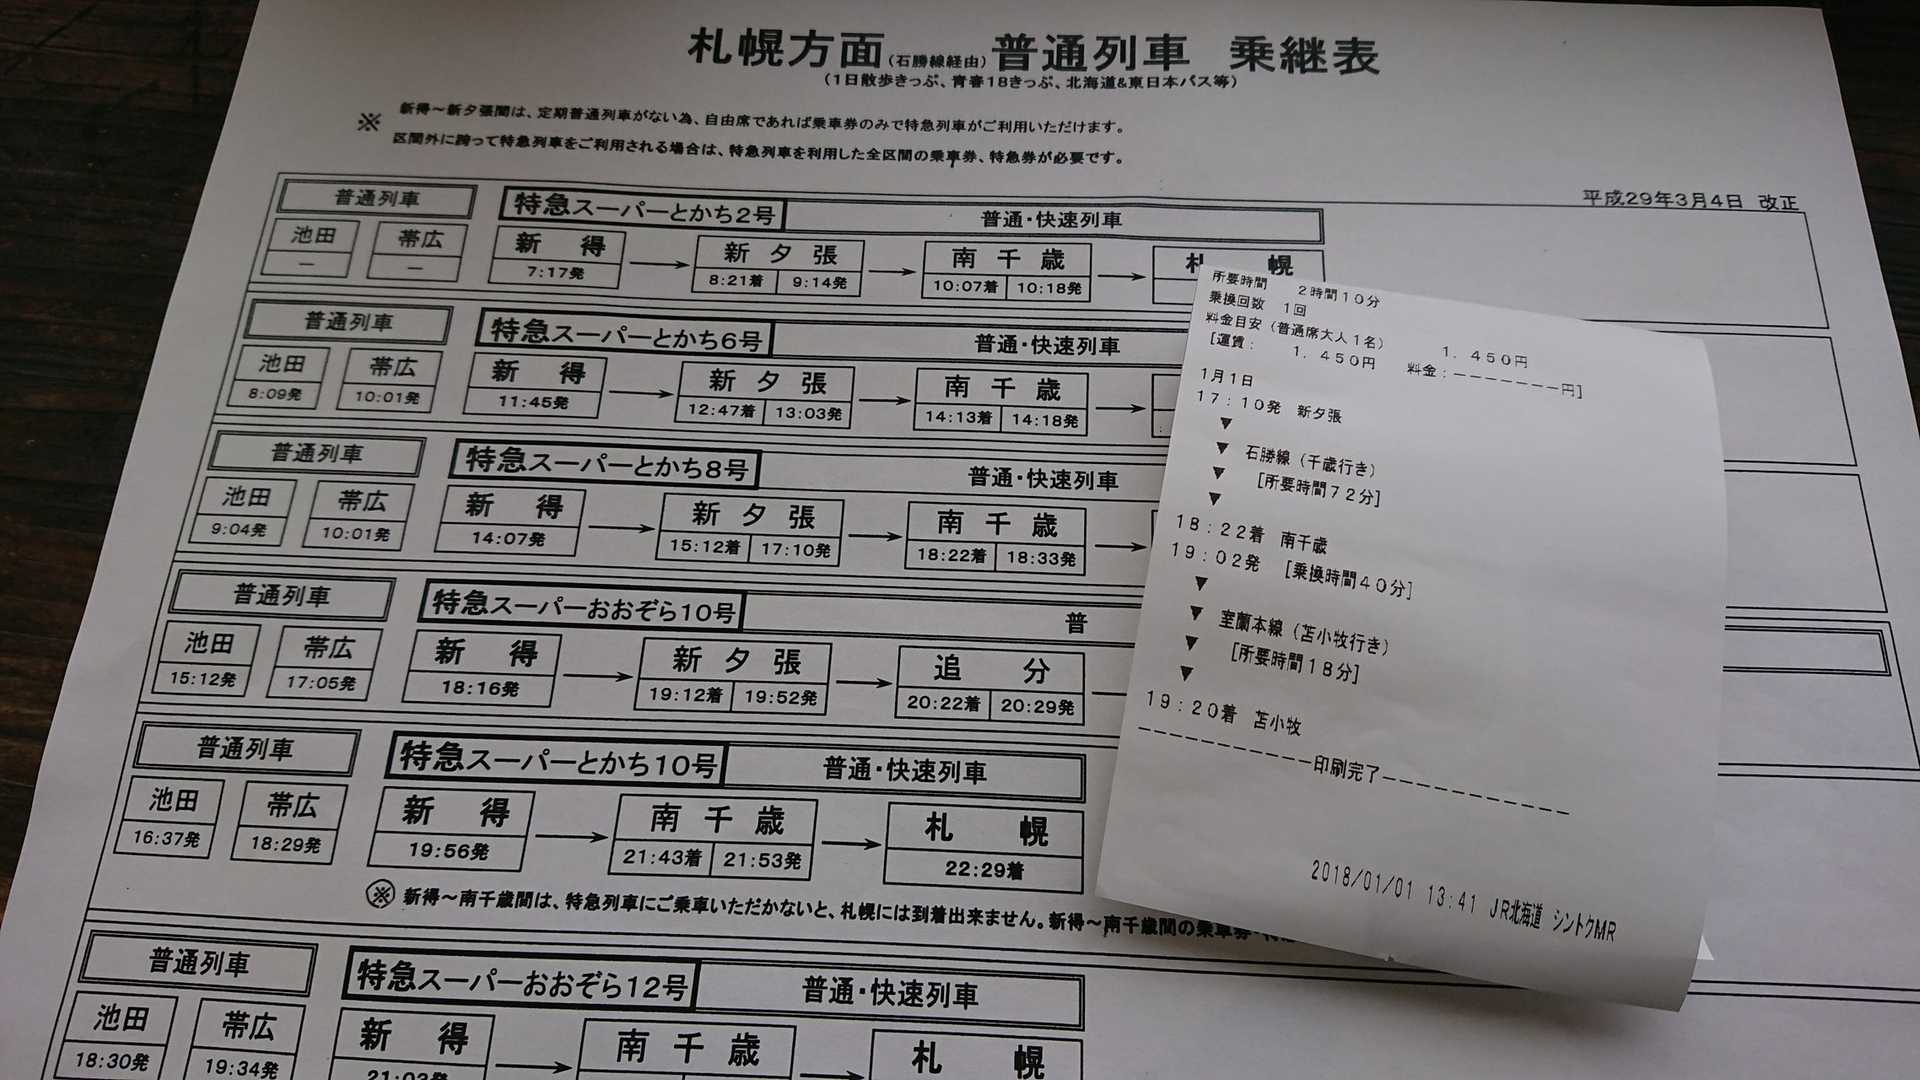 札幌方面(石勝線経由)普通列車 乗継表
(1日散歩きっぷ、青春18きっぷ、北海道&東日本パス等)
※ 新得~新夕張間は、定期普通列車がない為、自由席であれば乗車券のみで特急列車がご利用いただけます。
区間外に跨って特急列車をご利用される場合は、特急列車を利用した全区間の乗車券、特急券が必要です。
平成29年3月4日 改正
普通列車 特急スーパーとかち2号 普通・快速列車
池田 帯広 新得 新夕張 南千歳 札幌
― ― 7:17発 8:21着 9:14発 10:07着 10:18発
普通列車 特急スーパーとかち6号 普通・快速列車
池田 帯広 新得 新夕張 南千歳
8:09発 10:01発 11:45発 12:47着 13:03発 14:13着 14:18発
普通列車 特急スーパーとかち8号 普通・快速列車
池田 帯広 新得 新夕張 南千歳
9:04発 10:01発 14:07発 15:12着 17:10発 18:22着 18:33発
普通列車 特急スーパーおおぞら10号 普
池田 帯広 新得 新夕張 追分
15:12発 17:05発 18:16発 19:12着 19:52発 20:22着 20:29発
普通列車 特急スーパーとかち10号 普通・快速列車
池田 帯広 新得 南千歳 札幌
16:37発 18:29発 19:56発 21:43着 21:53発 22:29着
※ 新得~南千歳間は、特急列車にご乗車いただかないと、札幌には到着出来ません。新得~南千歳間の乗車券・特
普通列車 特急スーパーおおぞら12号 普通・快速列車
池田 帯広 新得 南千歳 札幌
18:30発 19:34発 21:03発
所要時間 2時間10分
乗換回数 1回
料金目安(普通席大人1名) 1.450円
[運賃: 1.450円 料金:-------円]
1月1日
17:10発 新夕張
▼
▼ 石勝線(千歳行き)
▼ [所要時間72分]
▼
18:22着 南千歳
19:02発 [乗換時間40分]
▼
▼ 室蘭本線(苫小牧行き)
▼ [所要時間18分]
▼
19:20着 苫小牧
------------印刷完了-------------
2018/01/01 13:41 JR北海道 シントクMR